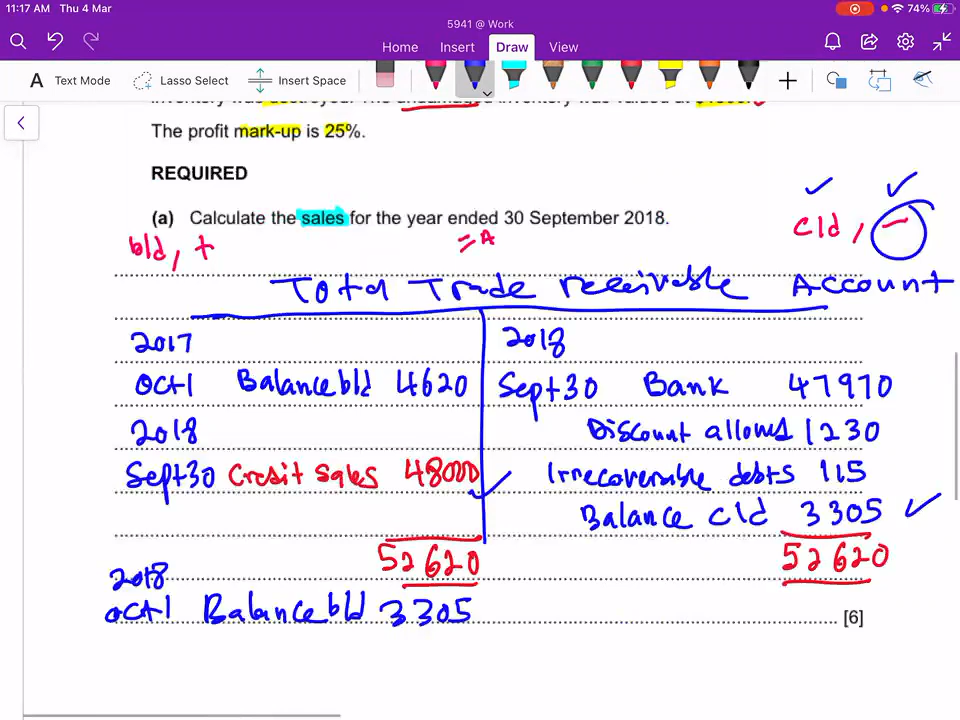 11:17 AM Thu 4 Mar
74%
5941 @ Work
Home Insert Draw View
A Text Mode Lasso Select Insert Space
The profit mark-up is 25%.
REQUIRED
(a) Calculate the sales for the year ended 30 September 2018.
b/d, + = A c/d, -
Total Trade receivable Account
2017 2018
Oct 1 Balance b/d 4620 Sept 30 Bank 47970
2018 Discount allowed 1230
Sept 30 Credit Sales 48000 Irrecoverable debts 115
Balance c/d 3305
52620 52620
2018
Oct 1 Balance b/d 3305 [6]